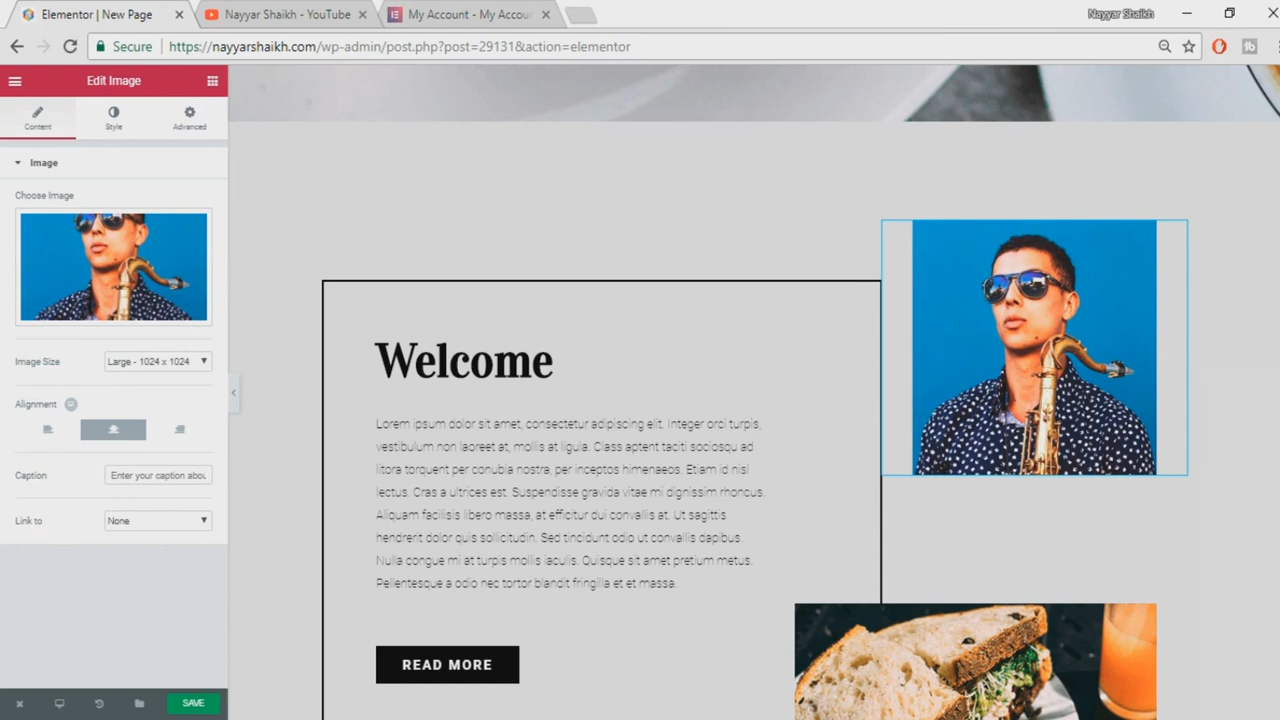 Elementor | New Page
Nayyar Shaikh - YouTube
My Account - My Accou
Nayyar Shaikh
Secure
https://nayyarshaikh.com/wp-admin/post.php?post=29131&action=elementor
Edit Image
Content
Style
Advanced
Image
Choose Image
Image Size
Large - 1024 x 1024
Alignment
Caption
Enter your caption abou
Link to
None
SAVE
Welcome
Lorem ipsum dolor sit amet, consectetur adipiscing elit. Integer orci turpis,
vestibulum non laoreet at, mollis at ligula. Class aptent taciti sociosqu ad
litora torquent per conubia nostra, per inceptos himenaeos. Etiam id nisl
lectus. Cras a ultrices est. Suspendisse gravida vitae mi dignissim rhoncus.
Aliquam facilisis libero massa, at efficitur dui convallis at. Ut sagittis
hendrerit dolor quis sollicitudin. Sed tincidunt odio ut convallis dapibus.
Nulla congue mi at turpis mollis iaculis. Quisque sit amet pretium metus.
Pellentesque a odio nec tortor blandit fringilla et et massa.
READ MORE